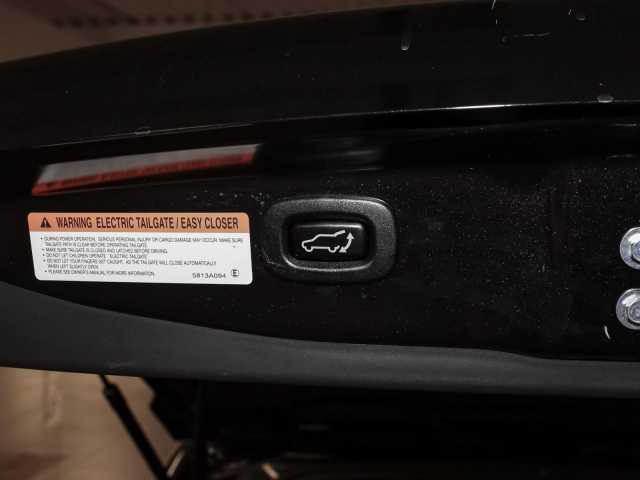 WARNING ELECTRIC TAILGATE / EASY CLOSER
• DURING POWER OPERATION, SERIOUS PERSONAL INJURY OR CARGO DAMAGE MAY OCCUR. MAKE SURE
TAILGATE PATH IS CLEAR BEFORE OPERATING TAILGATE.
• MAKE SURE TAILGATE IS CLOSED AND LATCHED BEFORE DRIVING.
• DO NOT LET CHILDREN OPERATE "ELECTRIC TAILGATE"
• DO NOT LET YOUR FINGERS GET CAUGHT, AS THE TAILGATE WILL CLOSE AUTOMATICALLY
WHEN LEFT SLIGHTLY OPEN.
• PLEASE SEE OWNER'S MANUAL FOR MORE INFORMATION.
5813A094 E